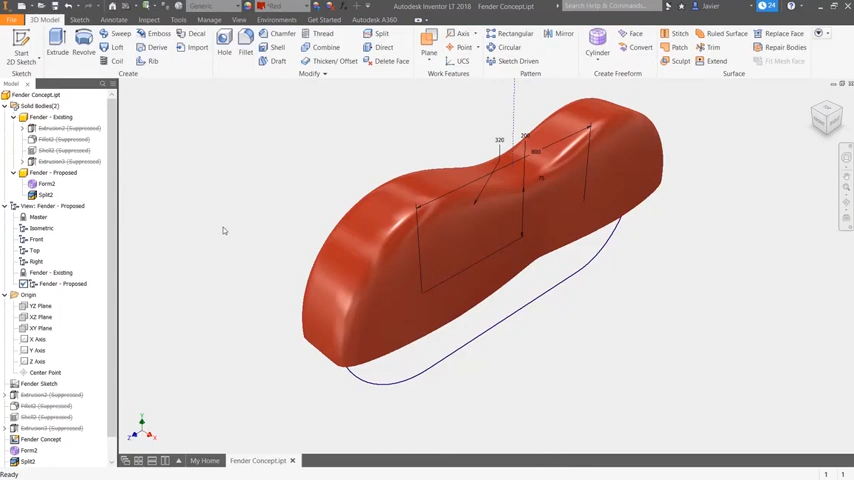 Generic
*Red
Autodesk Inventor LT 2018   Fender Concept.ipt
Search Help & Commands...
Javier
24
File
3D Model
Sketch
Annotate
Inspect
Tools
Manage
View
Environments
Get Started
Autodesk A360
Start
2D Sketch
Sketch
Extrude
Revolve
Sweep
Loft
Coil
Emboss
Derive
Rib
Decal
Import
Create
Hole
Fillet
Chamfer
Shell
Draft
Thread
Combine
Thicken/ Offset
Split
Direct
Delete Face
Modify
Plane
Axis
Point
UCS
Work Features
Rectangular
Circular
Sketch Driven
Mirror
Pattern
Cylinder
Face
Convert
Create Freeform
Stitch
Patch
Sculpt
Ruled Surface
Trim
Extend
Replace Face
Repair Bodies
Fit Mesh Face
Surface
Model
Fender Concept.ipt
Solid Bodies(2)
Fender - Existing
Extrusion2 (Suppressed)
Fillet2 (Suppressed)
Shell2 (Suppressed)
Extrusion3 (Suppressed)
Fender - Proposed
Form2
Split2
View: Fender - Proposed
Master
Isometric
Front
Top
Right
Fender - Existing
Fender - Proposed
Origin
YZ Plane
XZ Plane
XY Plane
X Axis
Y Axis
Z Axis
Center Point
Fender Sketch
Extrusion2 (Suppressed)
Fillet2 (Suppressed)
Shell2 (Suppressed)
Extrusion3 (Suppressed)
Fender Concept
Form2
Split2
320
Y
Z
X
My Home
Fender Concept.ipt
Ready
1
1